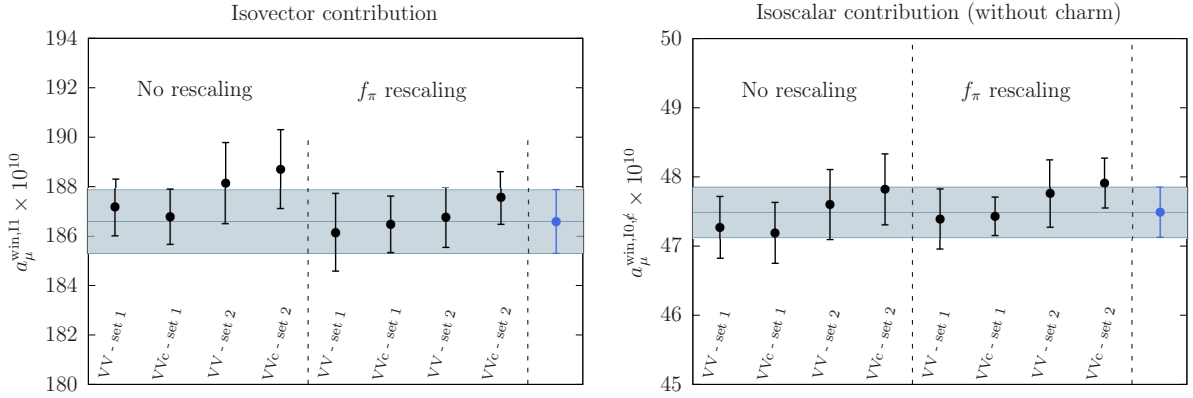 Isovector contribution
194
192
190
188
186
184
182
180
a_μ^{win,I1} × 10^{10}
No rescaling
f_π rescaling
VV - set 1
VVc - set 1
VV - set 2
VVc - set 2
VV - set 1
VVc - set 1
VV - set 2
VVc - set 2
Isoscalar contribution (without charm)
50
49
48
47
46
45
a_μ^{win,I0,c̸} × 10^{10}
No rescaling
f_π rescaling
VV - set 1
VVc - set 1
VV - set 2
VVc - set 2
VV - set 1
VVc - set 1
VV - set 2
VVc - set 2